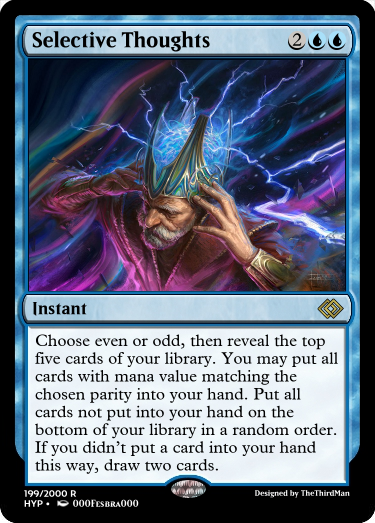 Selective Thoughts 2
Instant
Choose even or odd, then reveal the top
five cards of your library. You may put all
cards with mana value matching the
chosen parity into your hand. Put all
cards not put into your hand on the
bottom of your library in a random order.
If you didn't put a card into your hand
this way, draw two cards.
199/2000 R
HYP • 000Fesbra000
Designed by TheThirdMan